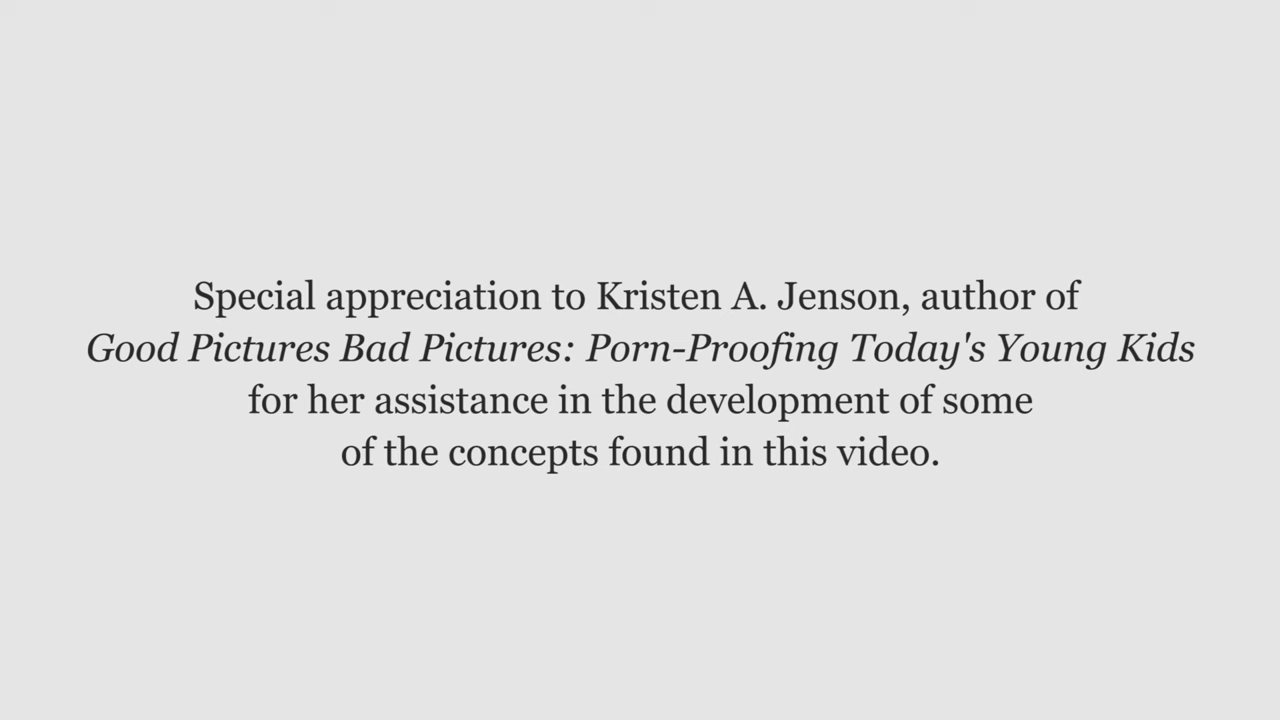 Special appreciation to Kristen A. Jenson, author of
Good Pictures Bad Pictures: Porn-Proofing Today's Young Kids
for her assistance in the development of some
of the concepts found in this video.